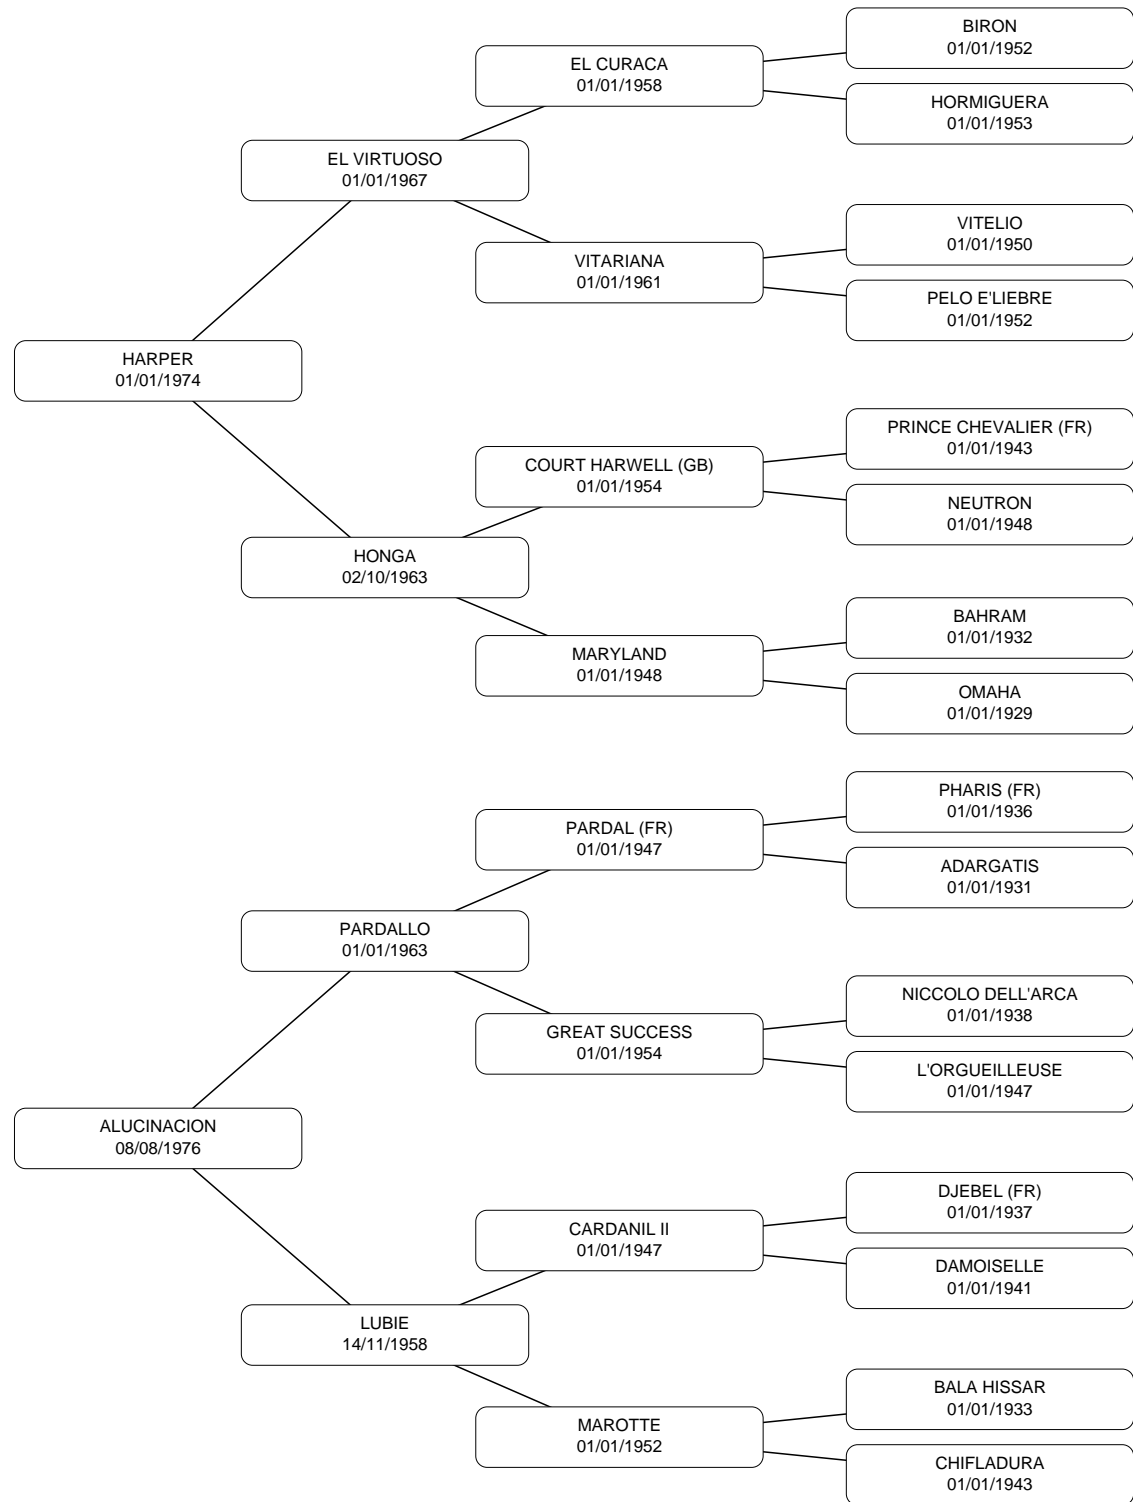 BIRON
01/01/1952
EL CURACA
01/01/1958
HORMIGUERA
01/01/1953
EL VIRTUOSO
01/01/1967
VITELIO
01/01/1950
VITARIANA
01/01/1961
PELO E'LIEBRE
01/01/1952
HARPER
01/01/1974
PRINCE CHEVALIER (FR)
01/01/1943
COURT HARWELL (GB)
01/01/1954
NEUTRON
01/01/1948
HONGA
02/10/1963
BAHRAM
01/01/1932
MARYLAND
01/01/1948
OMAHA
01/01/1929
PHARIS (FR)
01/01/1936
PARDAL (FR)
01/01/1947
ADARGATIS
01/01/1931
PARDALLO
01/01/1963
NICCOLO DELL'ARCA
01/01/1938
GREAT SUCCESS
01/01/1954
L'ORGUEILLEUSE
01/01/1947
ALUCINACION
08/08/1976
DJEBEL (FR)
01/01/1937
CARDANIL II
01/01/1947
DAMOISELLE
01/01/1941
LUBIE
14/11/1958
BALA HISSAR
01/01/1933
MAROTTE
01/01/1952
CHIFLADURA
01/01/1943